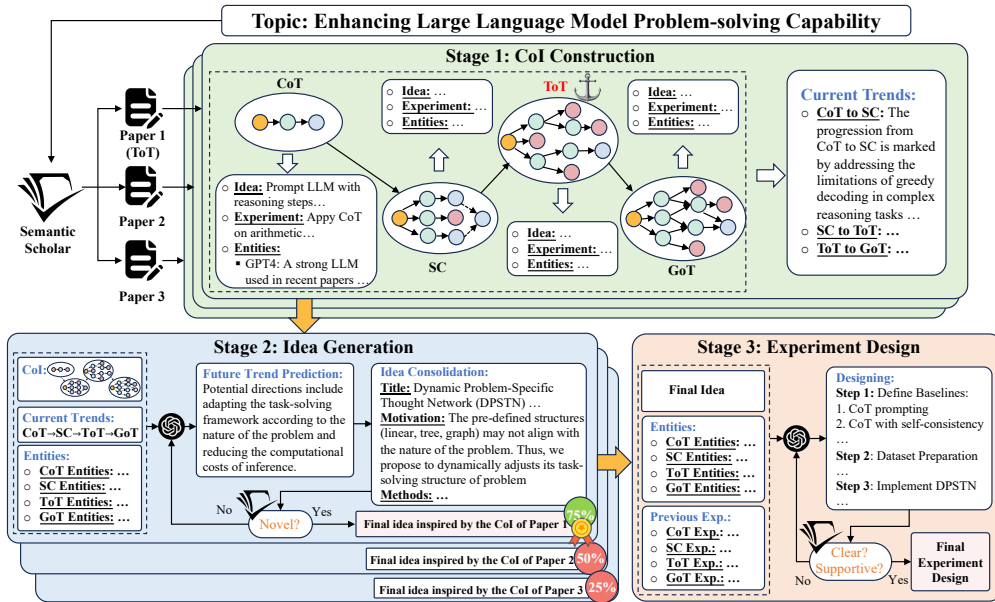 Topic: Enhancing Large Language Model Problem-solving Capability
Stage 1: CoI Construction
Paper 1
(ToT)
Paper 2
Paper 3
Semantic
Scholar
CoT
○ Idea: Prompt LLM with
reasoning steps…
○ Experiment: Appy CoT
on arithmetic…
○ Entities:
▪ GPT4: A strong LLM
used in recent papers …
○ Idea: …
○ Experiment: …
○ Entities: …
SC
ToT
○ Idea: …
○ Experiment: …
○ Entities: …
○ Idea: …
○ Experiment: …
○ Entities: …
GoT
Current Trends:
○ CoT to SC: The
progression from
CoT to SC is marked
by addressing the
limitations of greedy
decoding in complex
reasoning tasks …
○ SC to ToT: …
○ ToT to GoT: …
Stage 2: Idea Generation
CoI:
Current Trends:
CoT→SC→ToT→GoT
Entities:
○ CoT Entities: …
○ SC Entities: …
○ ToT Entities: …
○ GoT Entities: …
Future Trend Prediction:
Potential directions include
adapting the task-solving
framework according to the
nature of the problem and
reducing the computational
costs of inference.
Idea Consolidation:
Title: Dynamic Problem-Specific
Thought Network (DPSTN) …
Motivation: The pre-defined structures
(linear, tree, graph) may not align with
the nature of the problem. Thus, we
propose to dynamically adjusts its task-
solving structure of problem
Methods: …
No
Novel?
Yes
Final idea inspired by the CoI of Paper 1
75%
Final idea inspired by the CoI of Paper 2
50%
Final idea inspired by the CoI of Paper 3
25%
Stage 3: Experiment Design
Final Idea
Entities:
○ CoT Entities: …
○ SC Entities: …
○ ToT Entities: …
○ GoT Entities: …
Previous Exp.:
○ CoT Exp.: …
○ SC Exp.: …
○ ToT Exp.: …
○ GoT Exp.: …
Designing:
Step 1: Define Baselines:
1. CoT prompting
2. CoT with self-consistency
…
Step 2: Dataset Preparation
…
Step 3: Implement DPSTN
…
Clear?
Supportive?
No
Yes
Final
Experiment
Design